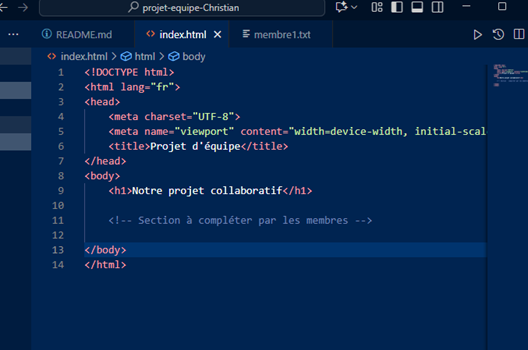 projet-equipe-Christian
README.md
index.html
membre1.txt
index.html > html > body
1 <!DOCTYPE html>
2 <html lang="fr">
3 <head>
4 <meta charset="UTF-8">
5 <meta name="viewport" content="width=device-width, initial-scal
6 <title>Projet d'équipe</title>
7 </head>
8 <body>
9 <h1>Notre projet collaboratif</h1>
10
11 <!-- Section à compléter par les membres -->
12
13 </body>
14 </html>